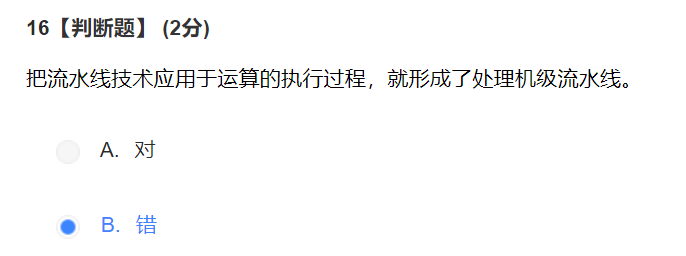 16【判断题】 (2分)
把流水线技术应用于运算的执行过程，就形成了处理机级流水线。
A. 对
B. 错